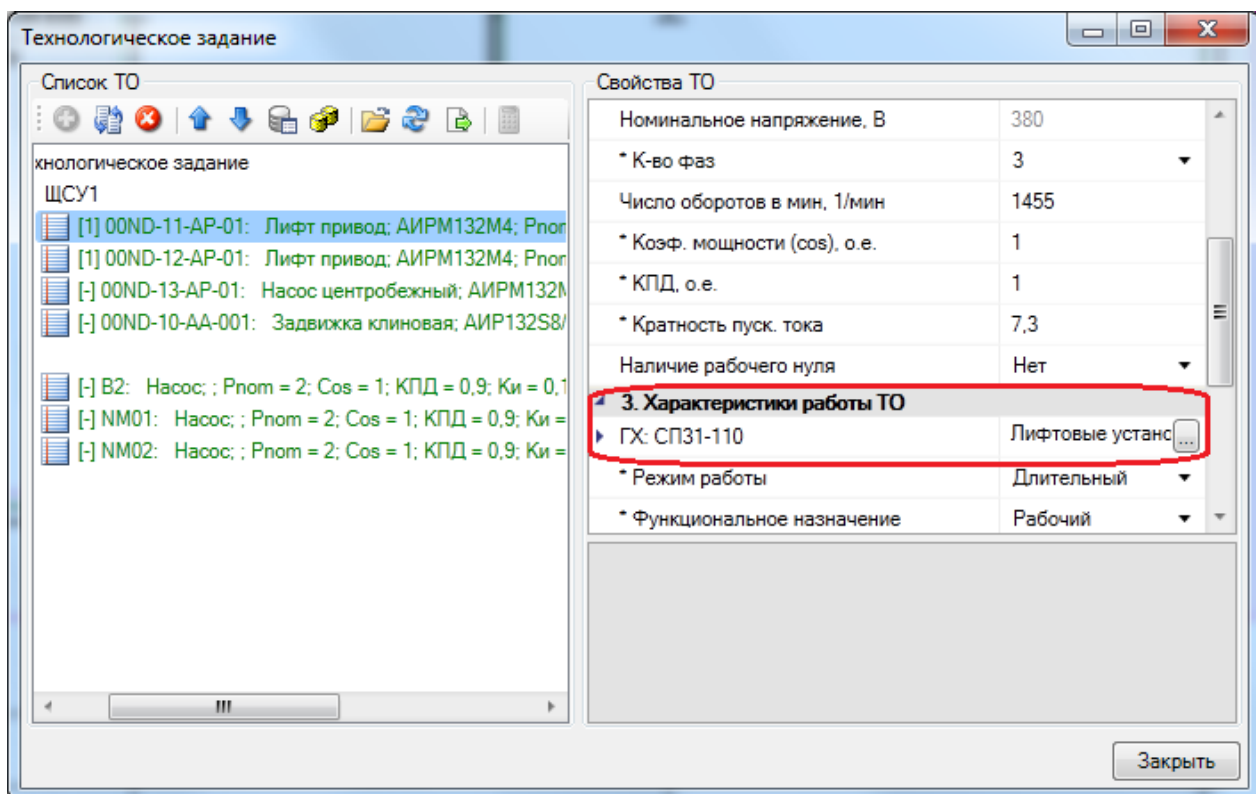 Технологическое задание
Список ТО
хнологическое задание
ЩСУ1
[1] 00ND-11-AP-01: Лифт привод; АИРМ132М4; Pnor
[1] 00ND-12-AP-01: Лифт привод; АИРМ132М4; Pnor
[-] 00ND-13-AP-01: Насос центробежный; АИРМ132М
[-] 00ND-10-AA-001: Задвижка клиновая; АИР132S8/
[-] B2: Насос; ; Pnom = 2; Cos = 1; КПД = 0,9; Ки = 0,1
[-] NM01: Насос; ; Pnom = 2; Cos = 1; КПД = 0,9; Ки =
[-] NM02: Насос; ; Pnom = 2; Cos = 1; КПД = 0,9; Ки =
Свойства ТО
Номинальное напряжение, В 380
* К-во фаз 3
Число оборотов в мин, 1/мин 1455
* Коэф. мощности (cos), о.е. 1
* КПД, о.е. 1
* Кратность пуск. тока 7,3
Наличие рабочего нуля Нет
3. Характеристики работы ТО
ГХ: СП31-110 Лифтовые устанс ...
* Режим работы Длительный
* Функциональное назначение Рабочий
Закрыть